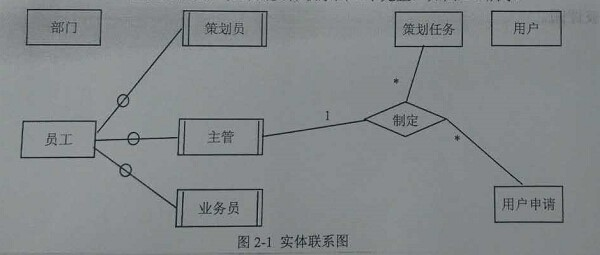 部门
策划员
策划任务
用户
*
员工
主管
1
制定
*
业务员
用户申请
图 2-1 实体联系图